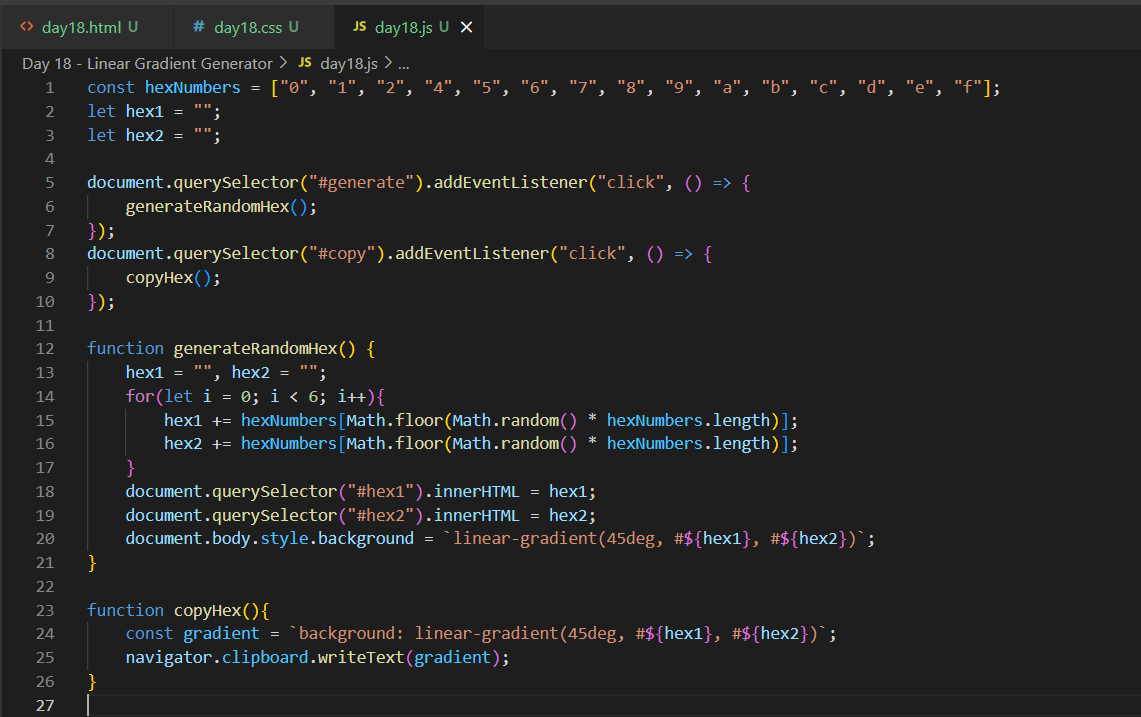 <> day18.html U # day18.css U JS day18.js U ×
Day 18 - Linear Gradient Generator > JS day18.js > ...
1 const hexNumbers = ["0", "1", "2", "4", "5", "6", "7", "8", "9", "a", "b", "c", "d", "e", "f"];
2 let hex1 = "";
3 let hex2 = "";
4
5 document.querySelector("#generate").addEventListener("click", () => {
6     generateRandomHex();
7 });
8 document.querySelector("#copy").addEventListener("click", () => {
9     copyHex();
10 });
11
12 function generateRandomHex() {
13     hex1 = "", hex2 = "";
14     for(let i = 0; i < 6; i++){
15         hex1 += hexNumbers[Math.floor(Math.random() * hexNumbers.length)];
16         hex2 += hexNumbers[Math.floor(Math.random() * hexNumbers.length)];
17     }
18     document.querySelector("#hex1").innerHTML = hex1;
19     document.querySelector("#hex2").innerHTML = hex2;
20     document.body.style.background = `linear-gradient(45deg, #${hex1}, #${hex2})`;
21 }
22
23 function copyHex(){
24     const gradient = `background: linear-gradient(45deg, #${hex1}, #${hex2})`;
25     navigator.clipboard.writeText(gradient);
26 }
27